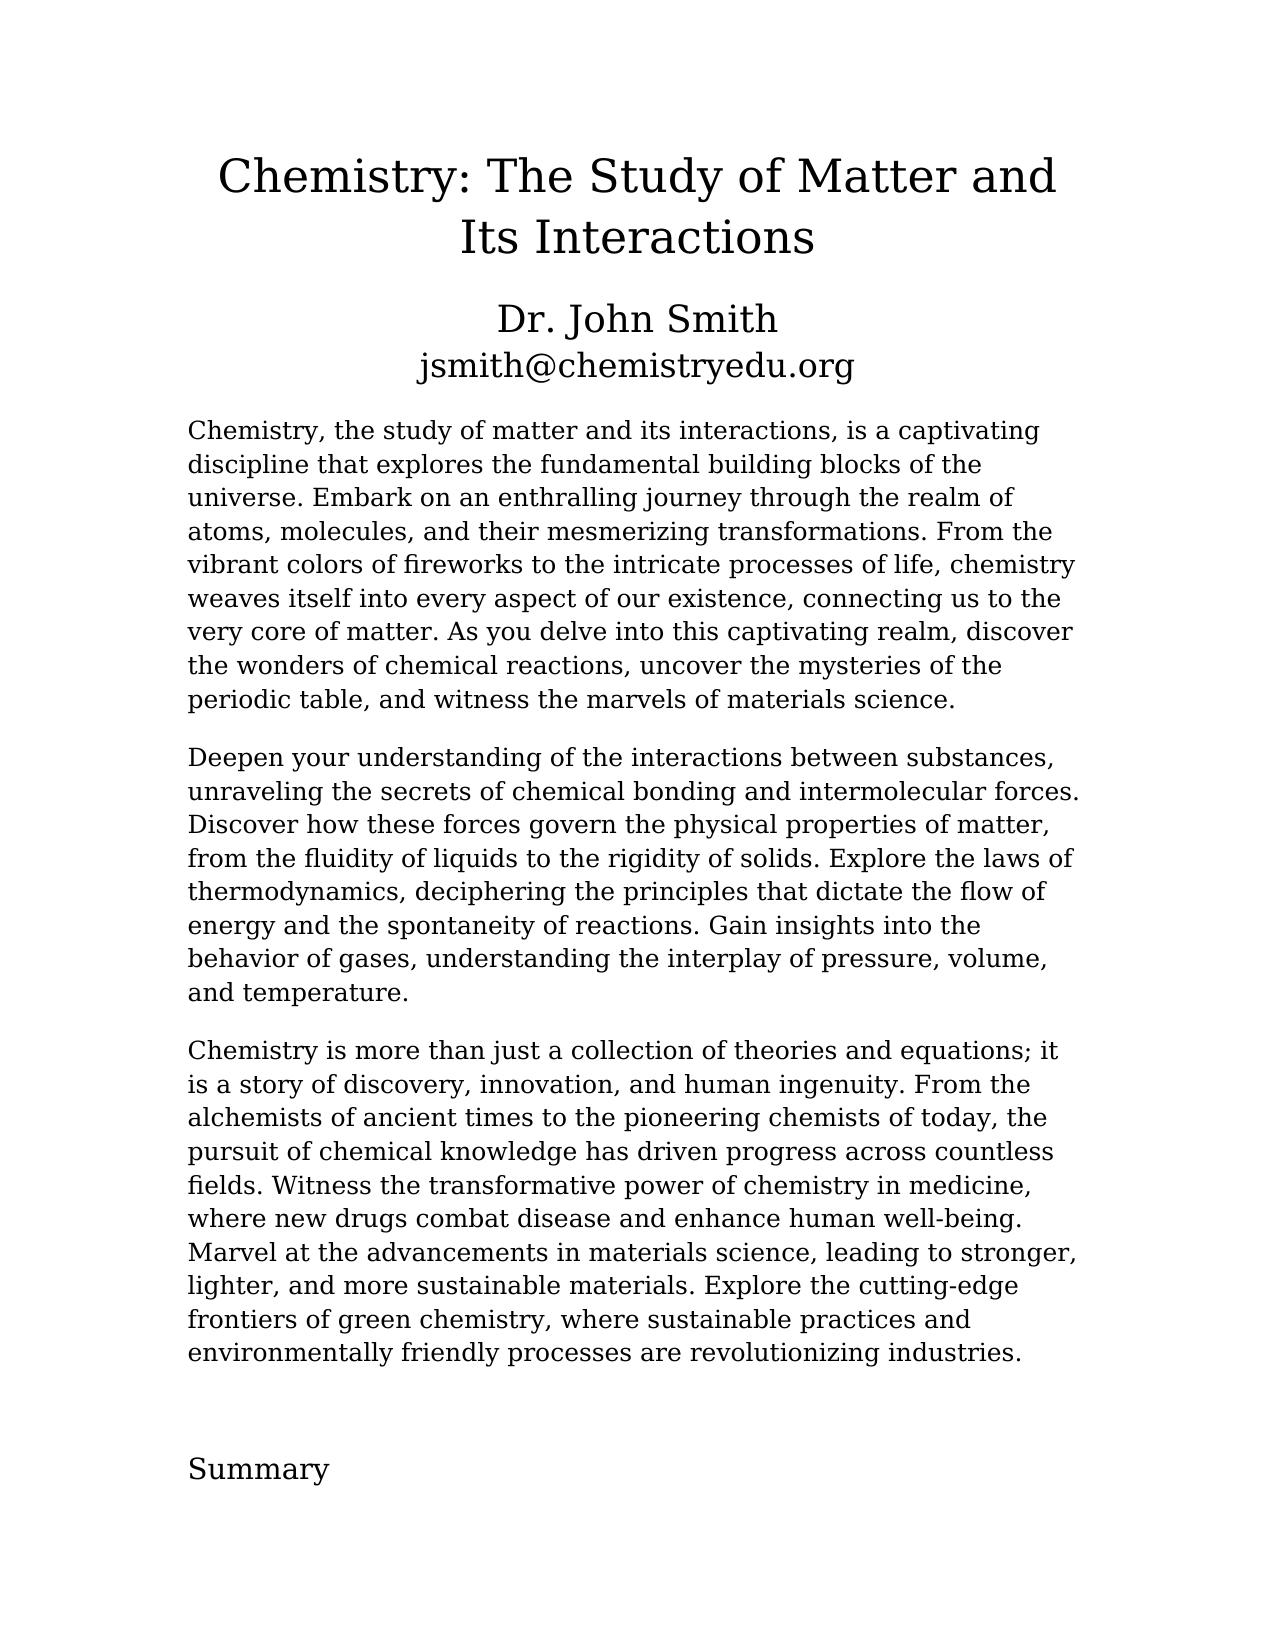 Chemistry: The Study of Matter and
Its Interactions
Dr. John Smith
jsmith@chemistryedu.org
Chemistry, the study of matter and its interactions, is a captivating
discipline that explores the fundamental building blocks of the
universe. Embark on an enthralling journey through the realm of
atoms, molecules, and their mesmerizing transformations. From the
vibrant colors of fireworks to the intricate processes of life, chemistry
weaves itself into every aspect of our existence, connecting us to the
very core of matter. As you delve into this captivating realm, discover
the wonders of chemical reactions, uncover the mysteries of the
periodic table, and witness the marvels of materials science.
Deepen your understanding of the interactions between substances,
unraveling the secrets of chemical bonding and intermolecular forces.
Discover how these forces govern the physical properties of matter,
from the fluidity of liquids to the rigidity of solids. Explore the laws of
thermodynamics, deciphering the principles that dictate the flow of
energy and the spontaneity of reactions. Gain insights into the
behavior of gases, understanding the interplay of pressure, volume,
and temperature.
Chemistry is more than just a collection of theories and equations; it
is a story of discovery, innovation, and human ingenuity. From the
alchemists of ancient times to the pioneering chemists of today, the
pursuit of chemical knowledge has driven progress across countless
fields. Witness the transformative power of chemistry in medicine,
where new drugs combat disease and enhance human well-being.
Marvel at the advancements in materials science, leading to stronger,
lighter, and more sustainable materials. Explore the cutting-edge
frontiers of green chemistry, where sustainable practices and
environmentally friendly processes are revolutionizing industries.
Summary